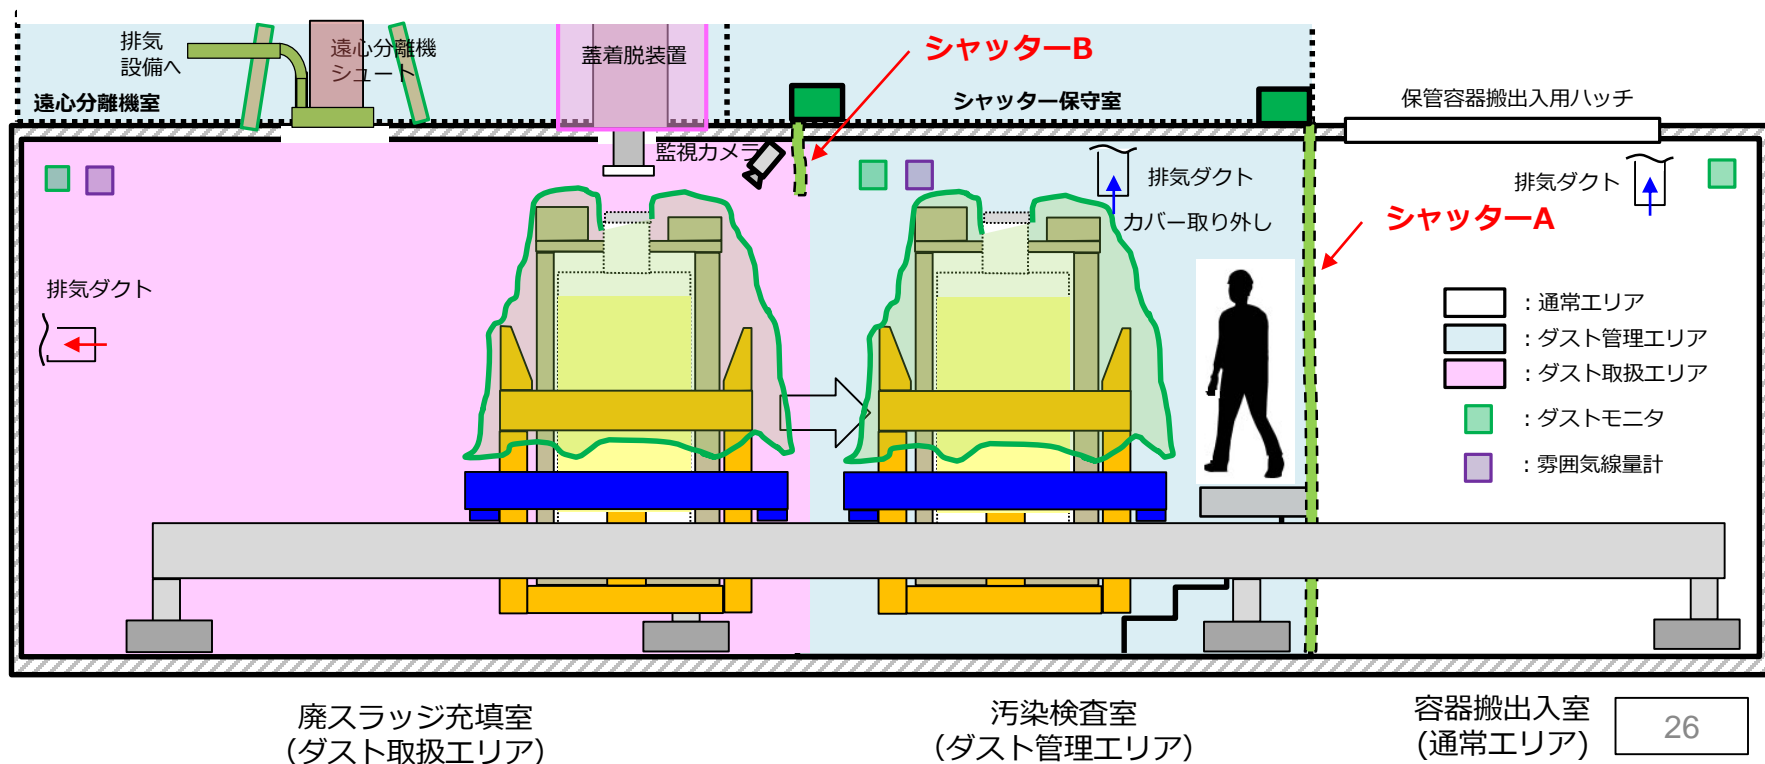 排気
設備へ
遠心分離機
シュート
遠心分離機室
蓋着脱装置
シャッターB
シャッター保守室
保管容器搬出入用ハッチ
監視カメラ
排気ダクト
カバー取り外し
排気ダクト
シャッターA
排気ダクト
：通常エリア
：ダスト管理エリア
：ダスト取扱エリア
：ダストモニタ
：雰囲気線量計
廃スラッジ充填室
（ダスト取扱エリア）
汚染検査室
（ダスト管理エリア）
容器搬出入室
(通常エリア)
26